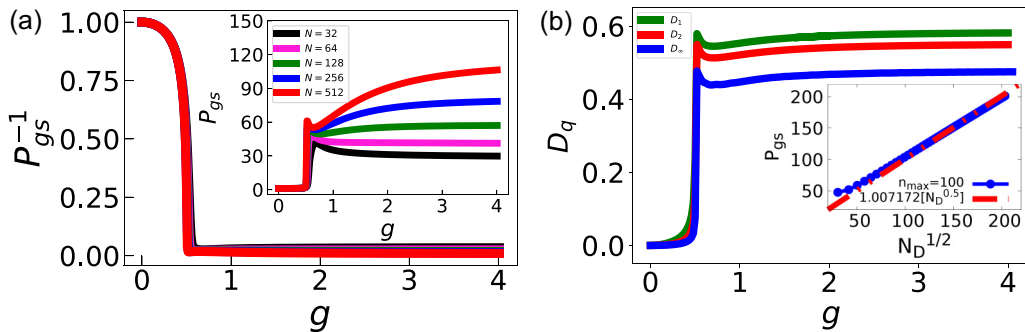 (a)
P_gs^-1
1.00
0.75
0.50
0.25
0.00
0
1
2
3
4
g
P_gs
150
120
90
60
30
0
N = 32
N = 64
N = 128
N = 256
N = 512
0
1
2
3
4
g
(b)
D_q
0.6
0.4
0.2
0.0
0
1
2
3
4
g
D_1
D_2
D_∞
P_gs
200
150
100
50
n_max=100
1.007172[N_D^0.5]
50
100
150
200
N_D^1/2